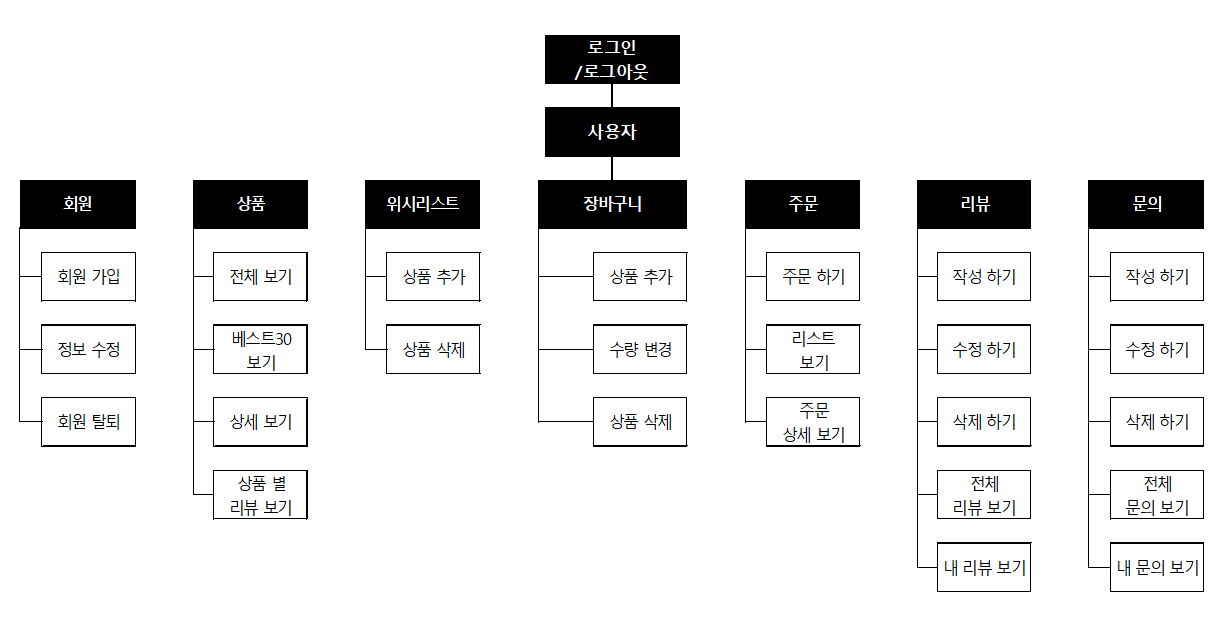 로그인
/로그아웃
사용자
회원
상품
위시리스트
장바구니
주문
리뷰
문의
회원 가입
전체 보기
상품 추가
상품 추가
주문 하기
작성 하기
작성 하기
정보 수정
베스트30
보기
상품 삭제
수량 변경
리스트
보기
수정 하기
수정 하기
회원 탈퇴
상세 보기
상품 삭제
주문
상세 보기
삭제 하기
삭제 하기
상품 별
리뷰 보기
전체
리뷰 보기
전체
문의 보기
내 리뷰 보기
내 문의 보기